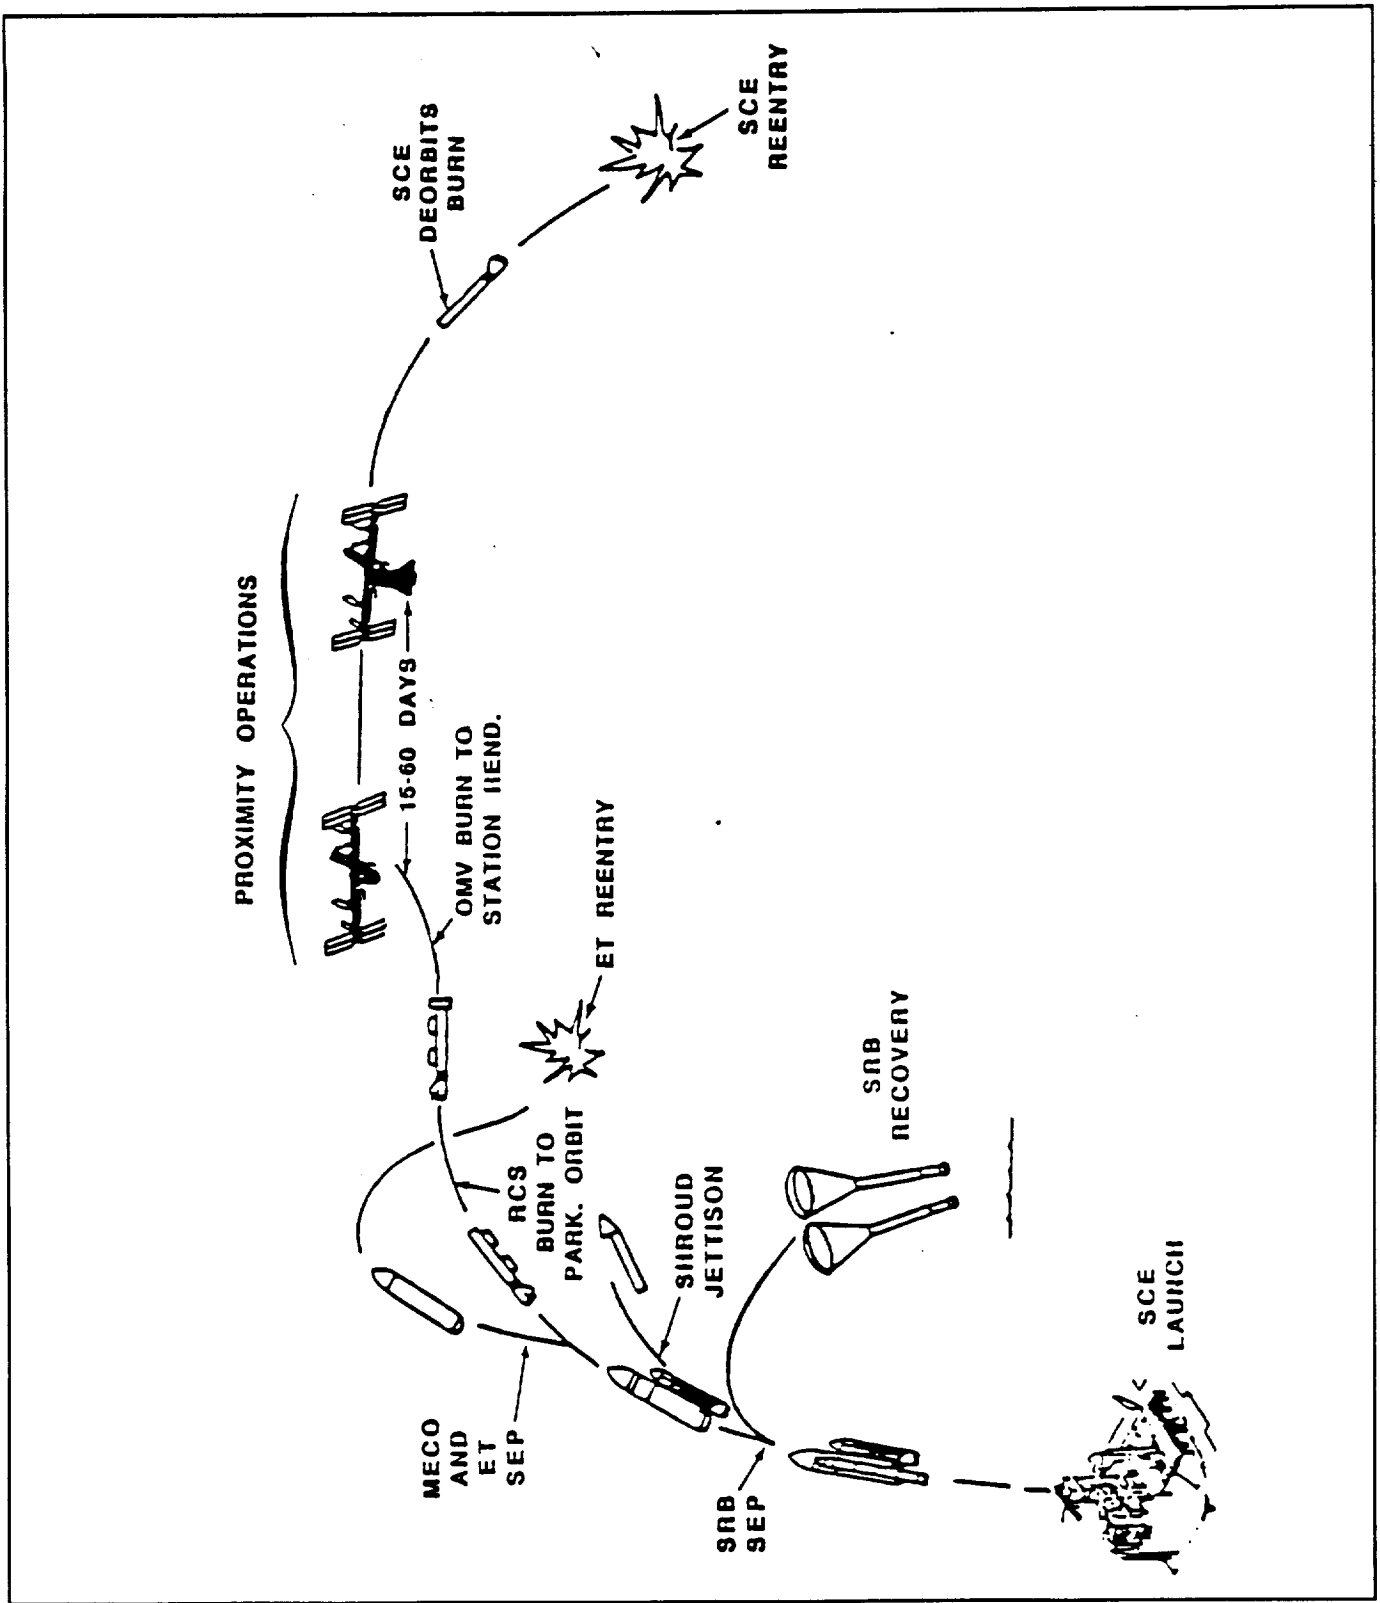 PROXIMITY OPERATIONS
SCE
DEORBITS
BURN
SCE
REENTRY
15-60 DAYS
OMV BURN TO
STATION REND.
ET REENTRY
MECO
AND
ET
SEP
RCS
BURN TO
PARK. ORBIT
SHROUD
JETTISON
SRB
SEP
SRB
RECOVERY
SCE
LAUNCH